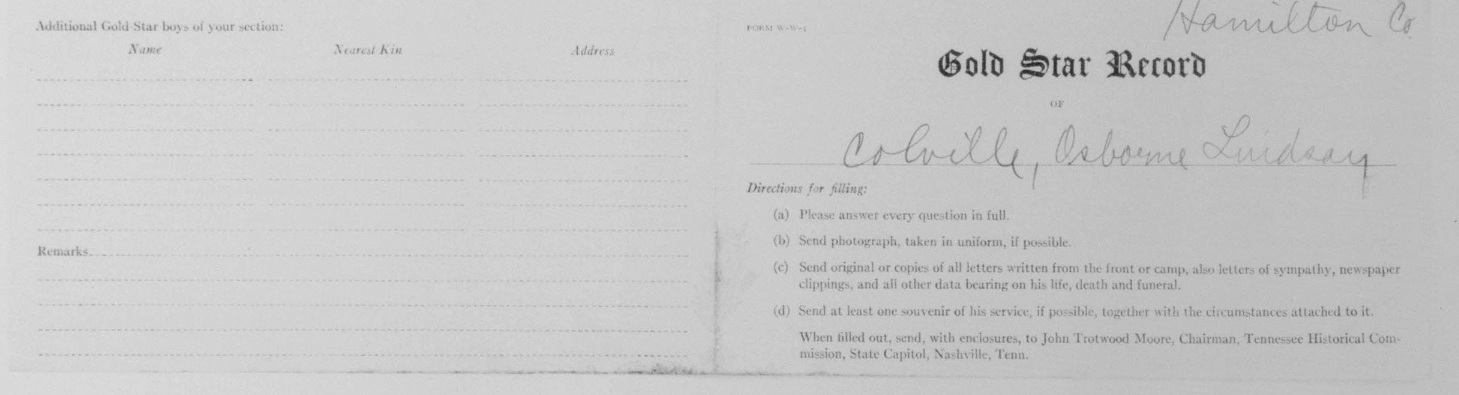 Additional Gold Star boys of your section:
Name Nearest Kin Address
Remarks
FORM W-W-1
Hamilton Co.
Gold Star Record
OF
Colville, Osborne Lindsay
Directions for filling:
(a) Please answer every question in full.
(b) Send photograph, taken in uniform, if possible.
(c) Send original or copies of all letters written from the front or camp, also letters of sympathy, newspaper
clippings, and all other data bearing on his life, death and funeral.
(d) Send at least one souvenir of his service, if possible, together with the circumstances attached to it.
When filled out, send, with enclosures, to John Trotwood Moore, Chairman, Tennessee Historical Com-
mission, State Capitol, Nashville, Tenn.